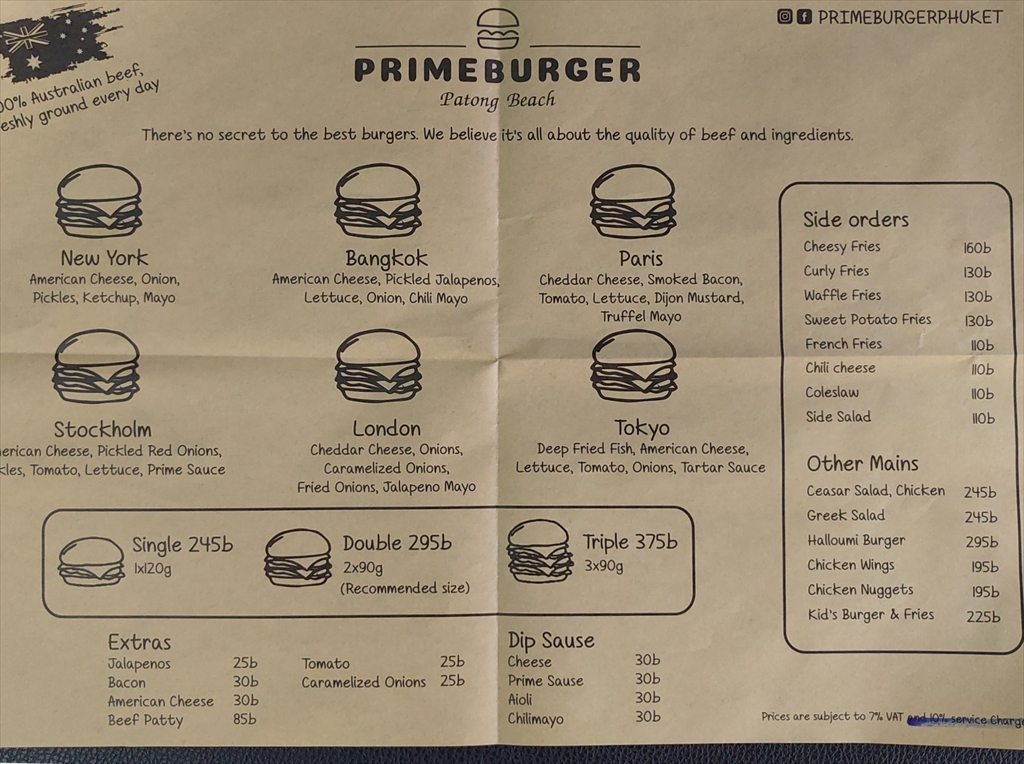 PRIMEBURGERPHUKET
PRIMEBURGER
Patong Beach
Australian beef,
ground every day
There's no secret to the best burgers. We believe it's all about the quality of beef and ingredients.
New York
American Cheese, Onion,
Pickles, Ketchup, Mayo
Bangkok
American Cheese, Pickled Jalapenos,
Lettuce, Onion, Chili Mayo
Paris
Cheddar Cheese, Smoked Bacon,
Tomato, Lettuce, Dijon Mustard,
Truffel Mayo
Stockholm
Cheese, Pickled Red Onions,
Tomato, Lettuce, Prime Sauce
London
Cheddar Cheese, Onions,
Caramelized Onions,
Fried Onions, Jalapeno Mayo
Tokyo
Deep Fried Fish, American Cheese,
Lettuce, Tomato, Onions, Tartar Sauce
Single 245b
1x120g
Double 295b
2x90g
(Recommended size)
Triple 375b
3x90g
Extras
Jalapenos 25b
Bacon 30b
American Cheese 30b
Beef Patty 85b
Tomato 25b
Caramelized Onions 25b
Dip Sause
Cheese 30b
Prime Sause 30b
Aioli 30b
Chilimayo 30b
Side orders
Cheesy Fries 160b
Curly Fries 130b
Waffle Fries 130b
Sweet Potato Fries 130b
French Fries 110b
Chili cheese 110b
Coleslaw 110b
Side Salad 110b
Other Mains
Ceasar Salad, Chicken 245b
Greek Salad 245b
Halloumi Burger 295b
Chicken Wings 195b
Chicken Nuggets 195b
Kid's Burger & Fries 225b
Prices are subject to 7% VAT and 10% service Charge